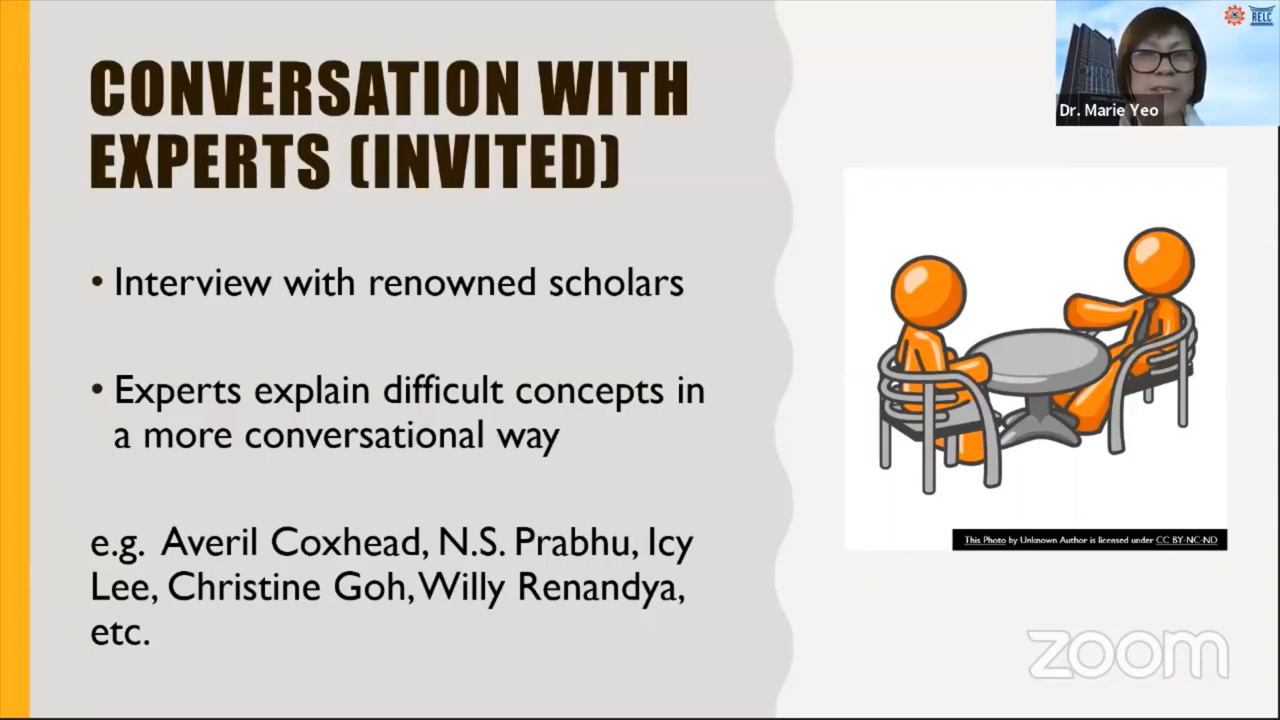 CONVERSATION WITH
EXPERTS (INVITED)
• Interview with renowned scholars
• Experts explain difficult concepts in
a more conversational way
e.g. Averil Coxhead, N.S. Prabhu, Icy
Lee, Christine Goh, Willy Renandya,
etc.
RELC
Dr. Marie Yeo
This Photo by Unknown Author is licensed under CC BY-NC-ND
zoom